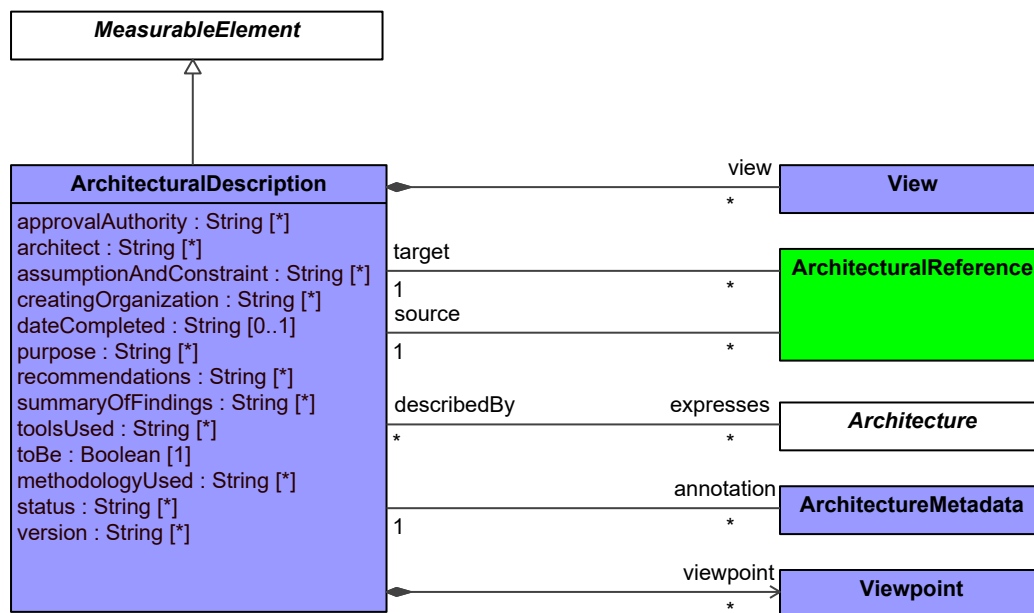 MeasurableElement
ArchitecturalDescription
approvalAuthority : String [*]
architect : String [*]
assumptionAndConstraint : String [*]
creatingOrganization : String [*]
dateCompleted : String [0..1]
purpose : String [*]
recommendations : String [*]
summaryOfFindings : String [*]
toolsUsed : String [*]
toBe : Boolean [1]
methodologyUsed : String [*]
status : String [*]
version : String [*]
view
*
View
target
1
*
source
1
*
ArchitecturalReference
describedBy
*
expresses
*
Architecture
1
annotation
*
ArchitectureMetadata
viewpoint
*
Viewpoint